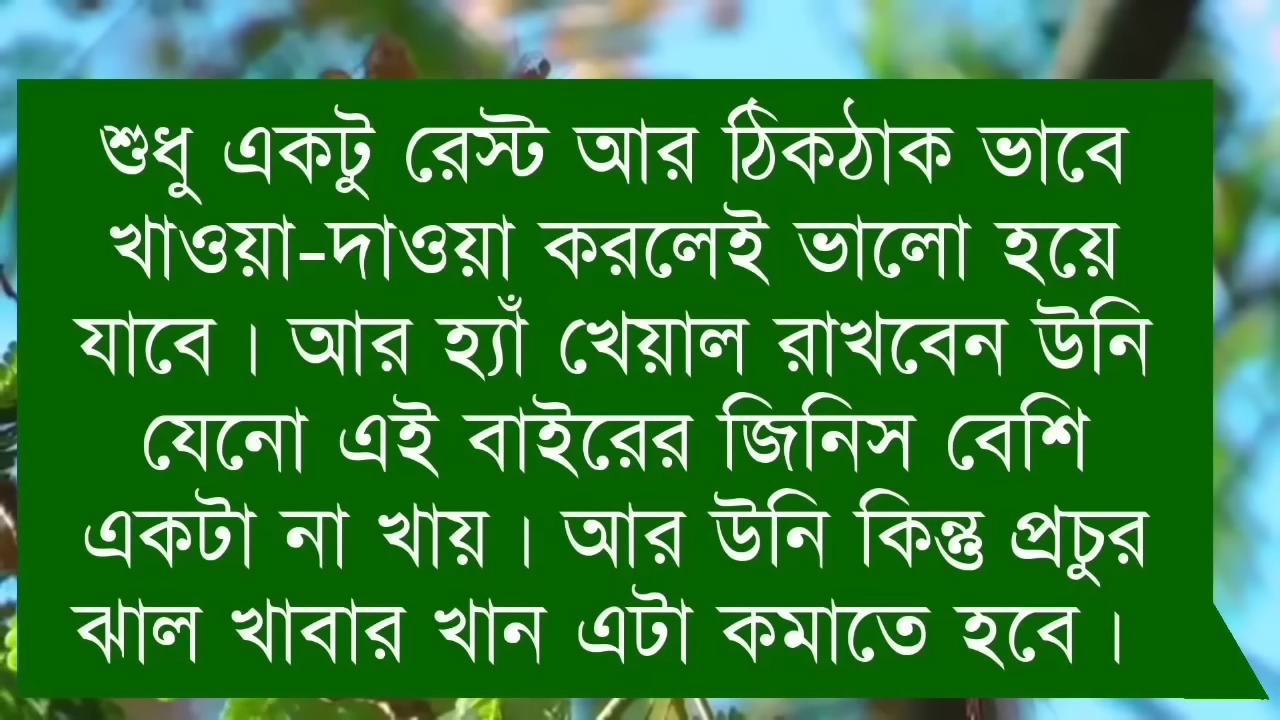 শুধু একটু রেস্ট আর ঠিকঠাক ভাবে
খাওয়া-দাওয়া করলেই ভালো হয়ে
যাবে। আর হ্যাঁ খেয়াল রাখবেন উনি
যেনো এই বাইরের জিনিস বেশি
একটা না খায়। আর উনি কিন্তু প্রচুর
ঝাল খাবার খান এটা কমাতে হবে।